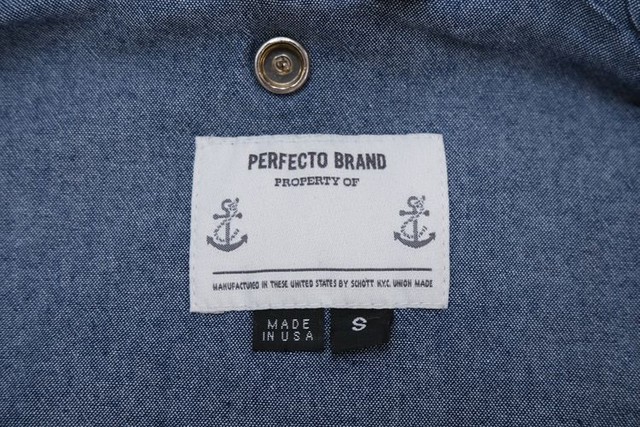 PERFECTO BRAND
PROPERTY OF
MANUFACTURED IN THESE UNITED STATES BY SCHOTT N.Y.C. UNION MADE
MADE
IN USA
S